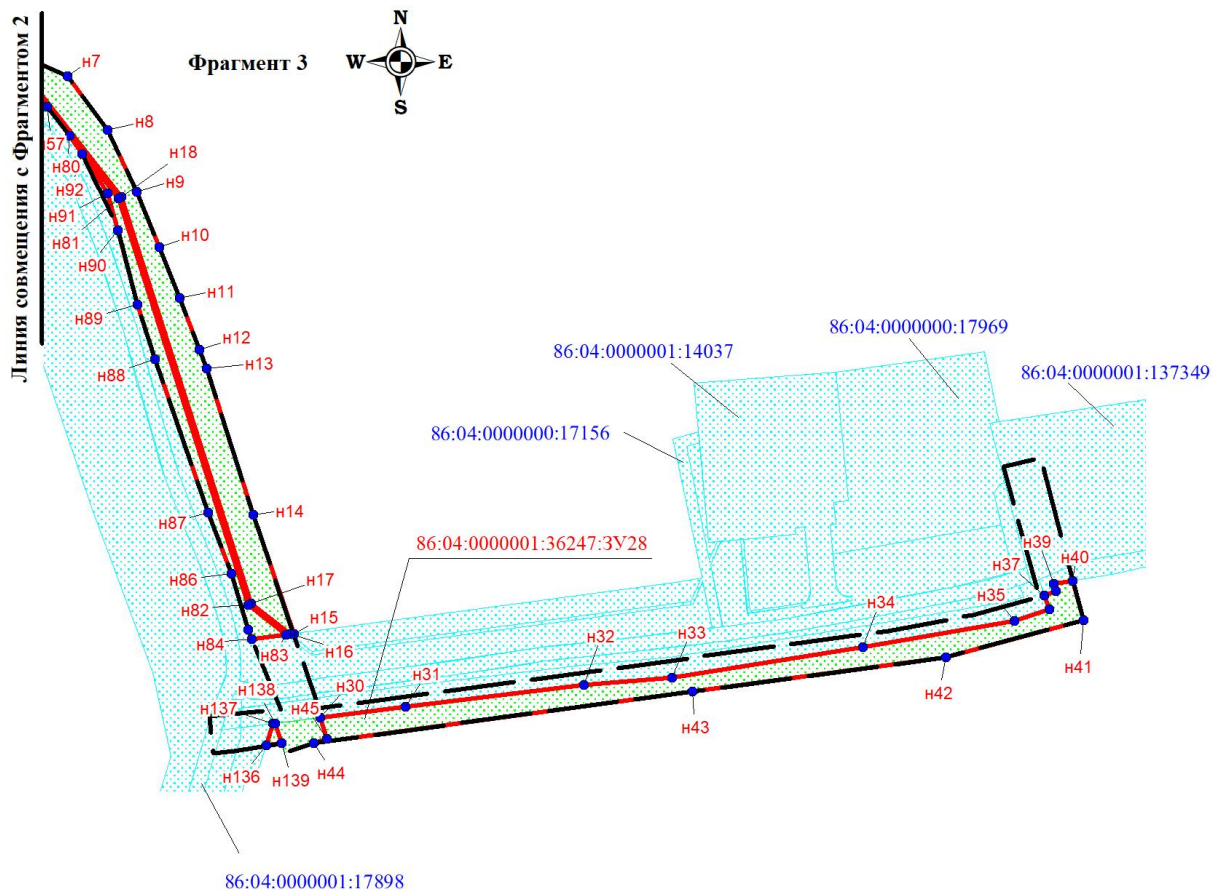 N
W
E
S
Фрагмент 3
Линия совмещения с Фрагментом 2
н7
н8
н57
н80
н18
н9
н92
н91
н81
н90
н10
н11
н89
н12
н13
н88
86:04:0000000:17969
86:04:0000001:14037
86:04:0000001:137349
86:04:0000000:17156
н87
н14
86:04:0000001:36247:ЗУ28
н39
н40
н37
н86
н17
н82
н35
н34
н15
н84
н83
н16
н32
н33
н41
н138
н30
н31
н137
н45
н42
н43
н136
н139
н44
86:04:0000001:17898